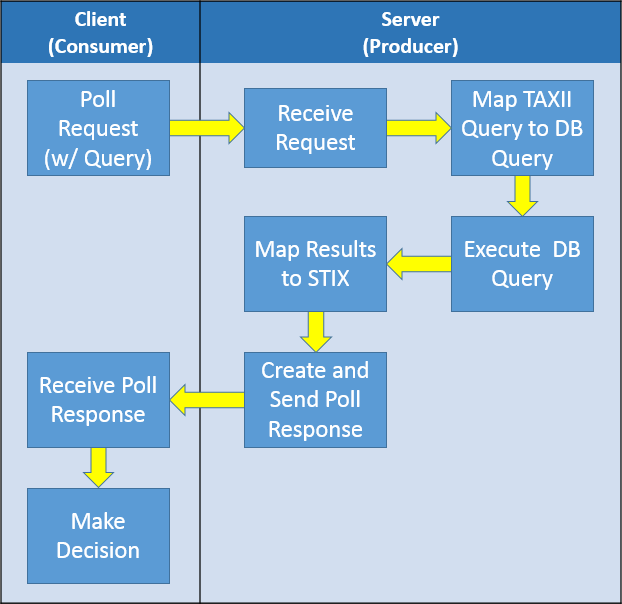 Client
(Consumer)
Server
(Producer)
Poll
Request
(w/ Query)
Receive
Request
Map TAXII
Query to DB
Query
Execute  DB
Query
Map Results
to STIX
Create and
Send Poll
Response
Receive Poll
Response
Make
Decision